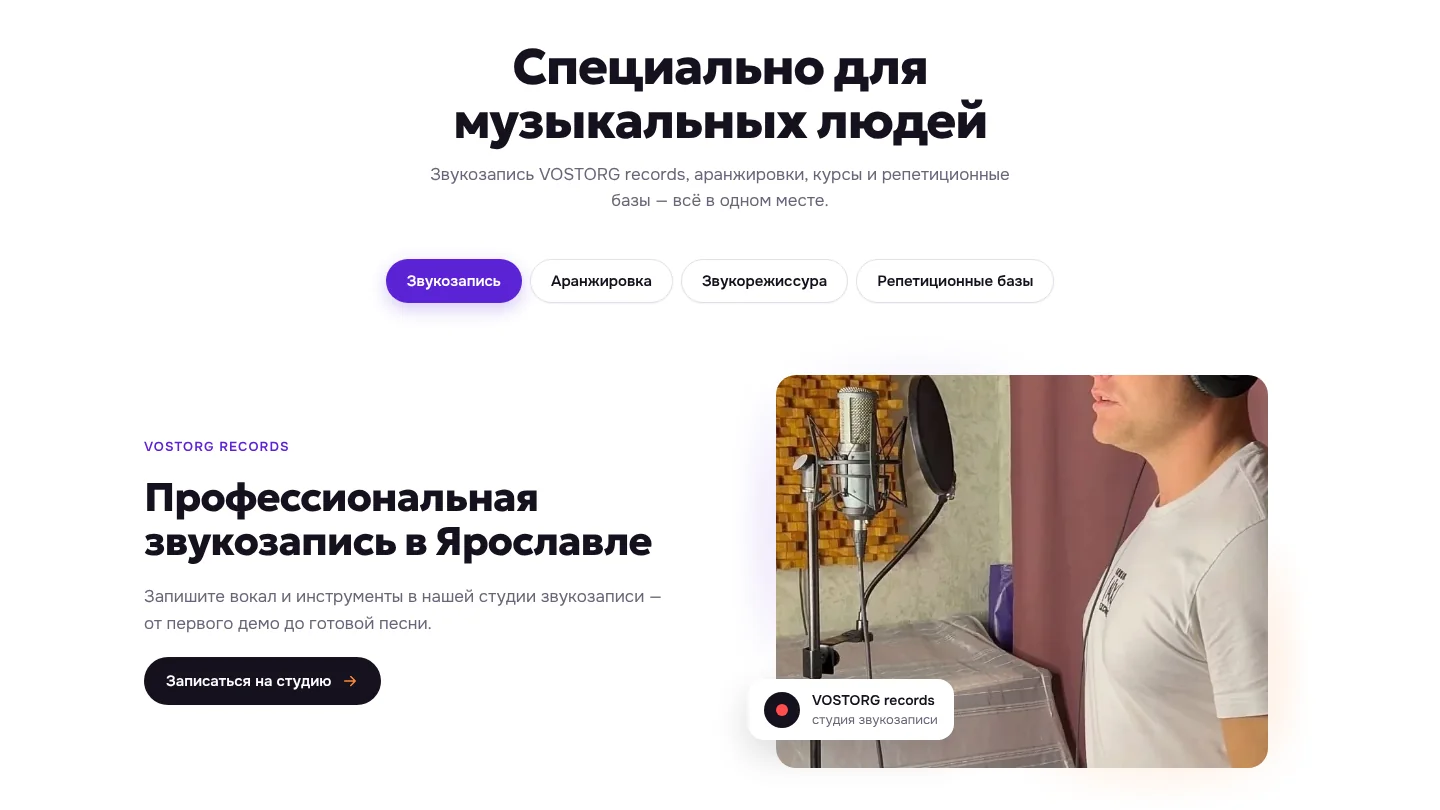 Специально для
музыкальных людей
Звукозапись VOSTORG records, аранжировки, курсы и репетиционные
базы — всё в одном месте.
Звукозапись
Аранжировка
Звукорежиссура
Репетиционные базы
VOSTORG RECORDS
Профессиональная
звукозапись в Ярославле
Запишите вокал и инструменты в нашей студии звукозаписи —
от первого демо до готовой песни.
Записаться на студию →
VOSTORG records
студия звукозаписи